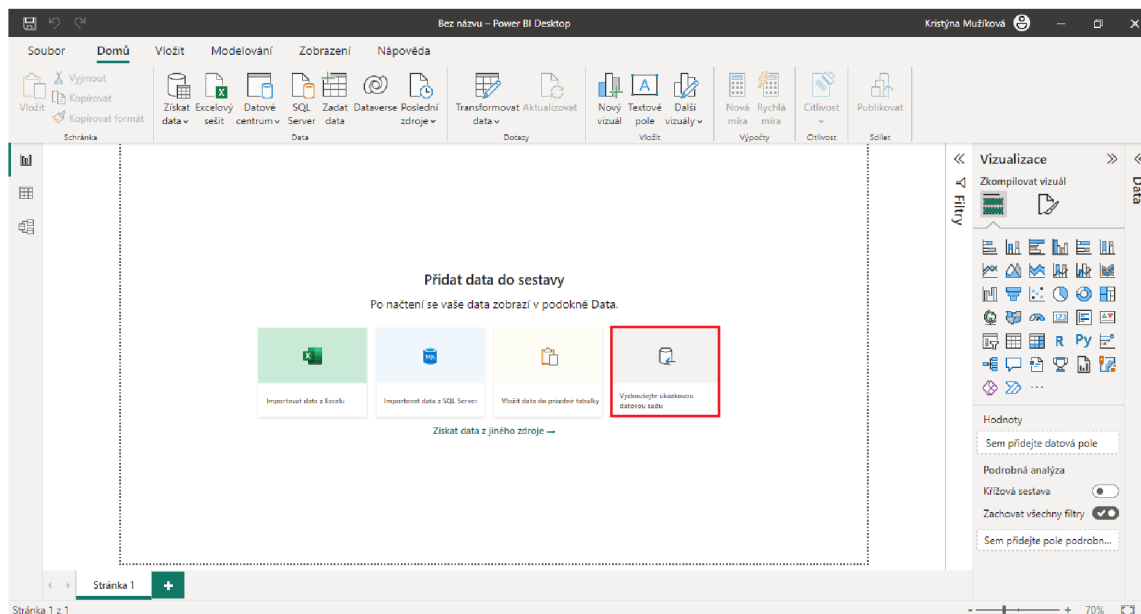 Bez názvu – Power BI Desktop
Kristýna Mužíková
Soubor Domů Vložit Modelování Zobrazení Nápověda
Vložit
Vyjmout
Kopírovat
Kopírovat formát
Schránka
Získat data
Excelový sešit
Datové centrum
SQL Server
Zadat data
Dataverse
Poslední zdroje
Data
Transformovat data
Aktualizovat
Dotazy
Nový vizuál
Textové pole
Další vizuály
Vložit
Nová míra
Rychlá míra
Výpočty
Citlivost
Citlivost
Publikovat
Sdílet
Přidat data do sestavy
Po načtení se vaše data zobrazí v podokně Data.
Importovat data z Excelu
Importovat data z SQL Server
Vložit data do prázdné tabulky
Vyzkoušejte ukázkovou
datovou sadu
Získat data z jiného zdroje →
Filtry
Vizualizace
Zkompilovat vizuál
Data
123
R Py
Hodnoty
Sem přidejte datová pole
Podrobná analýza
Křížová sestava
Zachovat všechny filtry
Sem přidejte pole podrobn...
Stránka 1
Stránka 1 z 1
70%